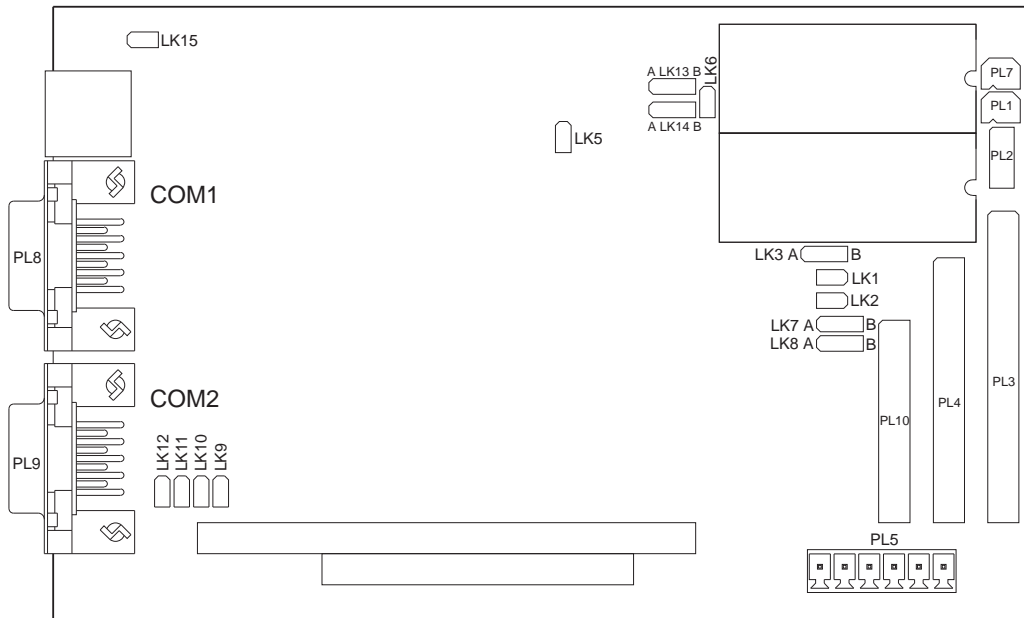 LK15
A LK13 B
LK6
PL7
PL1
A LK14 B
LK5
PL2
COM1
PL8
LK3 A B
LK1
LK2
LK7 A B
LK8 A B
PL3
COM2
PL4
PL10
LK12
LK11
LK10
LK9
PL9
PL5